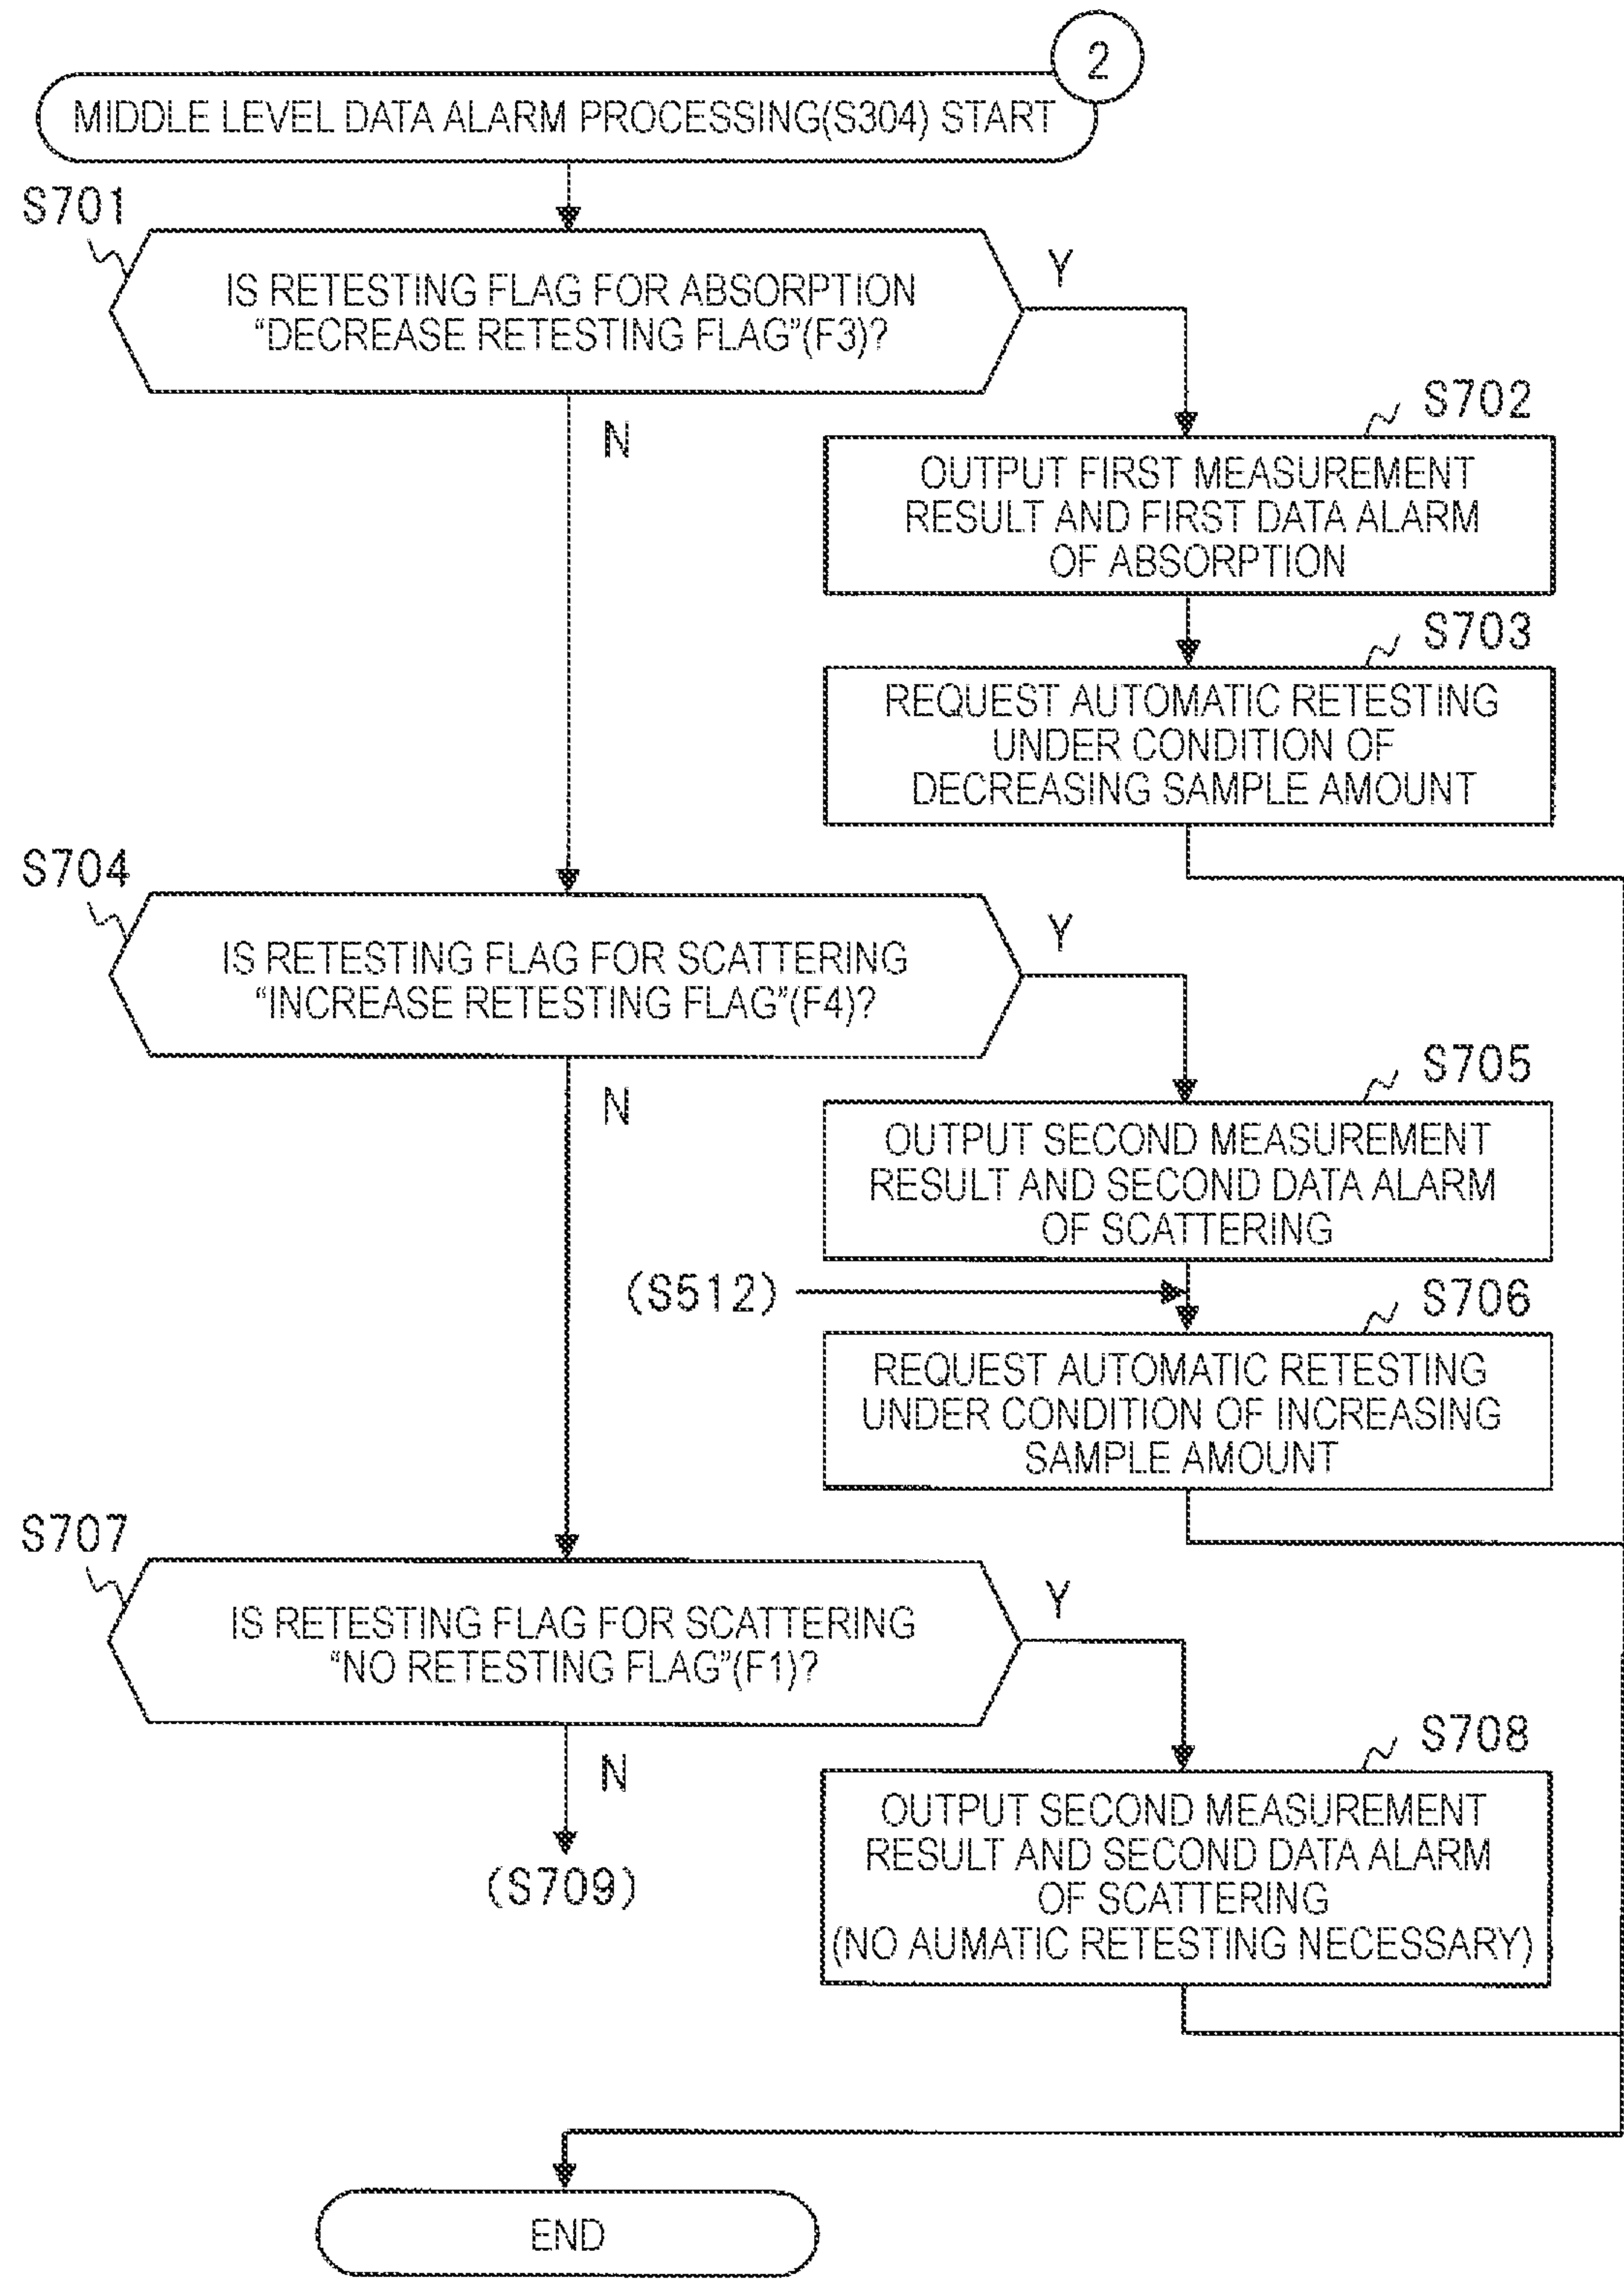 2
MIDDLE LEVEL DATA ALARM PROCESSING(S304) START
S701
IS RETESTING FLAG FOR ABSORPTION
“DECREASE RETESTING FLAG”(F3)?
Y
N
S702
OUTPUT FIRST MEASUREMENT
RESULT AND FIRST DATA ALARM
OF ABSORPTION
S703
REQUEST AUTOMATIC RETESTING
UNDER CONDITION OF
DECREASING SAMPLE AMOUNT
S704
IS RETESTING FLAG FOR SCATTERING
“INCREASE RETESTING FLAG”(F4)?
Y
N
S705
OUTPUT SECOND MEASUREMENT
RESULT AND SECOND DATA ALARM
OF SCATTERING
(S512)
S706
REQUEST AUTOMATIC RETESTING
UNDER CONDITION OF INCREASING
SAMPLE AMOUNT
S707
IS RETESTING FLAG FOR SCATTERING
“NO RETESTING FLAG”(F1)?
Y
N
(S709)
S708
OUTPUT SECOND MEASUREMENT
RESULT AND SECOND DATA ALARM
OF SCATTERING
(NO AUMATIC RETESTING NECESSARY)
END